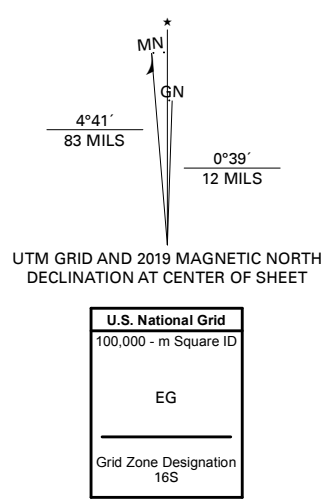 MN
GN
4°41´
83 MILS
0°39´
12 MILS
UTM GRID AND 2019 MAGNETIC NORTH
DECLINATION AT CENTER OF SHEET
U.S. National Grid
100,000 - m Square ID
EG
Grid Zone Designation
16S